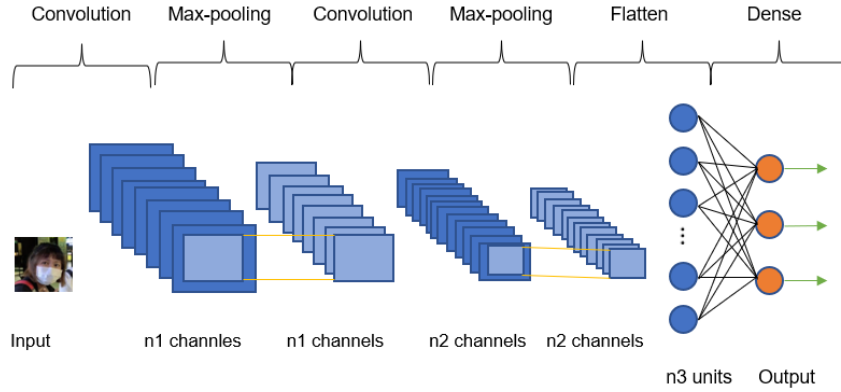 Convolution Max-pooling Convolution Max-pooling Flatten Dense
Input n1 channles n1 channels n2 channels n2 channels
n3 units Output